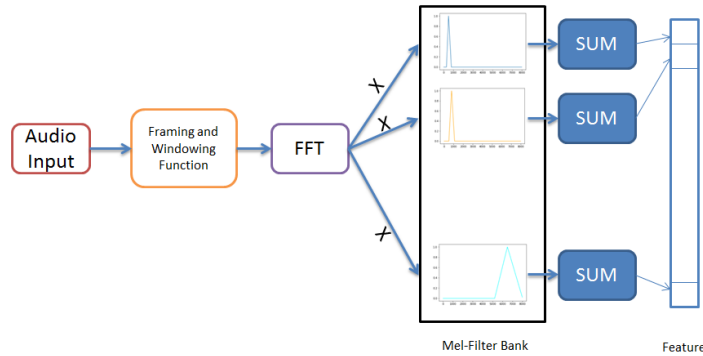 Audio
Input
Framing and
Windowing
Function
FFT
X
X
X
SUM
SUM
SUM
Mel-Filter Bank
Feature